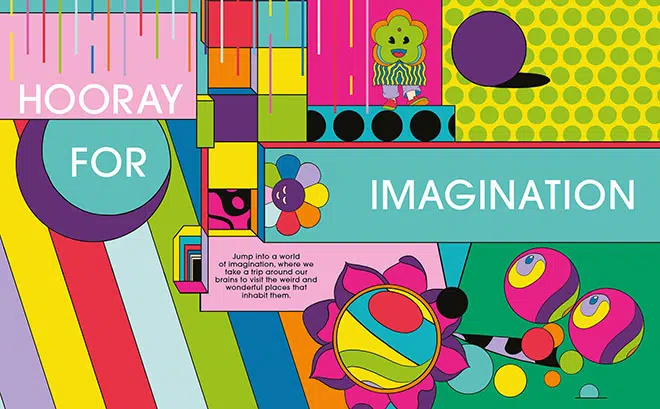 HOORAY
FOR
IMAGINATION
Jump into a world
of imagination, where we
take a trip around our
brains to visit the weird and
wonderful places that
inhabit them.